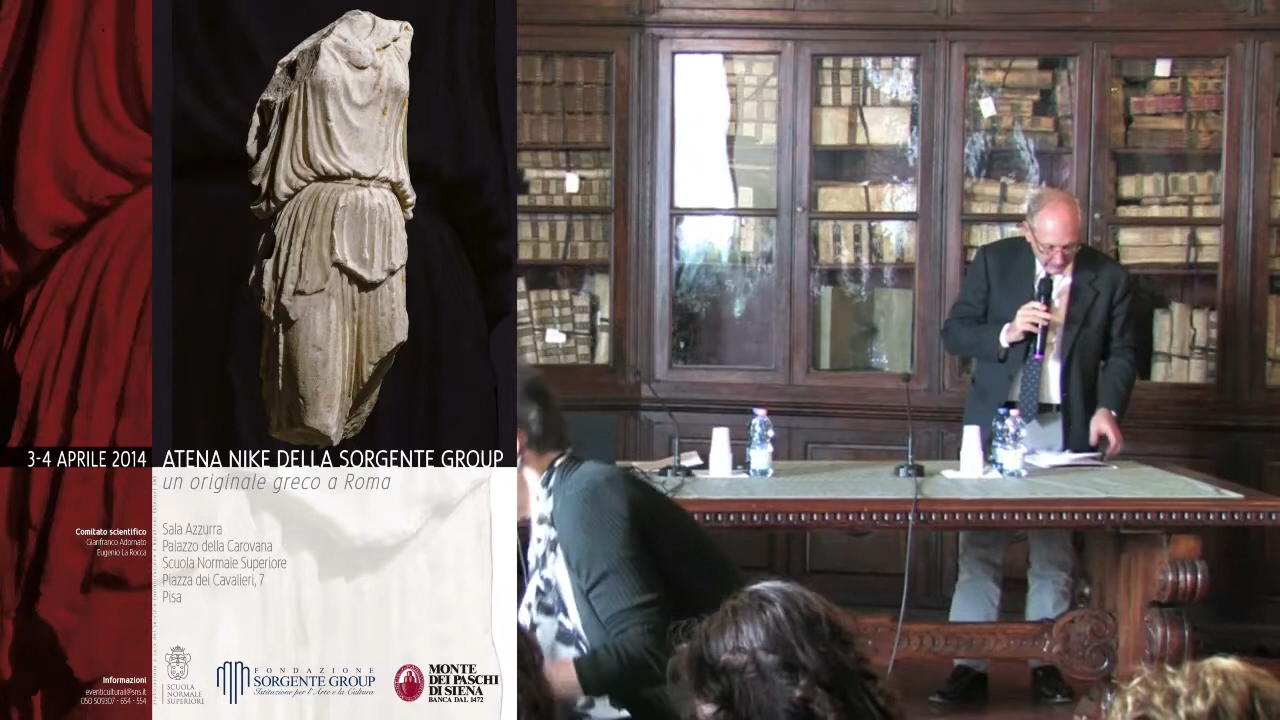 3-4 APRILE 2014
ATENA NIKE DELLA SORGENTE GROUP
un originale greco a Roma
Comitato scientifico
Gianfranco Adornato
Eugenio La Rocca
Sala Azzurra
Palazzo della Carovana
Scuola Normale Superiore
Piazza dei Cavalieri, 7
Pisa
Informazioni
eventiculturali@sns.it
050 509307 - 654 - 554
SCUOLA
NORMALE
SUPERIORE
FONDAZIONE
SORGENTE GROUP
Istituzione per l'Arte e la Cultura
MONTE
DEI PASCHI
DI SIENA
BANCA DAL 1472